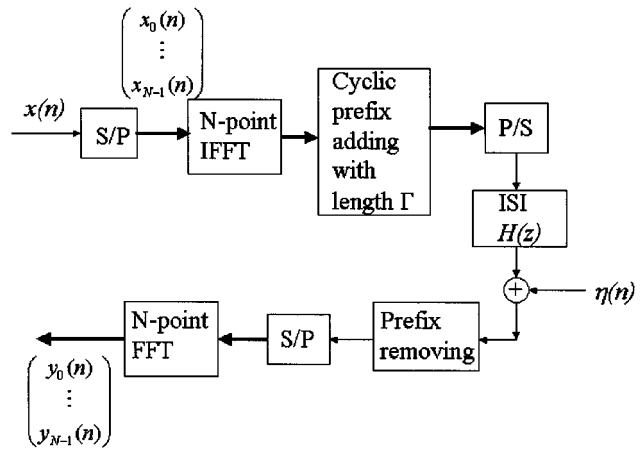 x₀(n)
⋮
x_{N-1}(n)
x(n)
S/P
N-point
IFFT
Cyclic
prefix
adding
with
length Γ
P/S
ISI
H(z)
+
η(n)
Prefix
removing
S/P
N-point
FFT
y₀(n)
⋮
y_{N-1}(n)